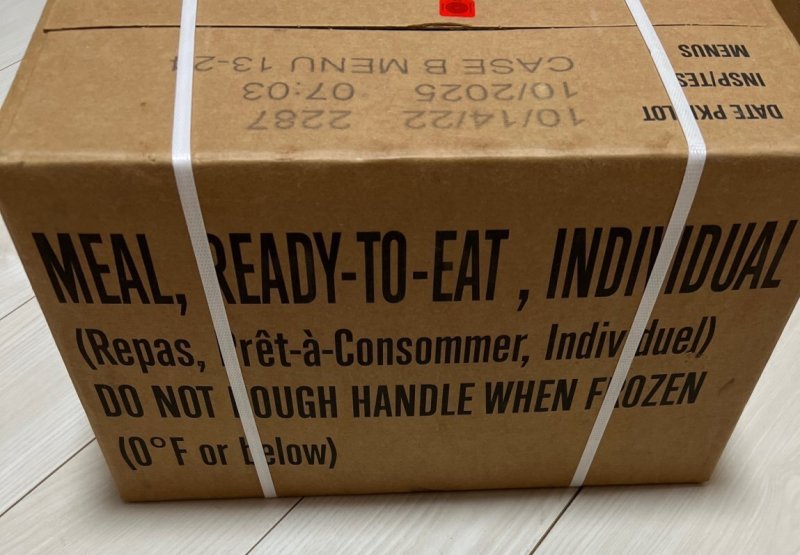 DATE PKD/LOT 10/14/22 2287
INSP/TEST 10/2025 07:03
MENUS CASE B MENU 13-24
MEAL, READY-TO-EAT , INDIVIDUAL
(Repas, Prêt-à-Consommer, Individuel)
DO NOT ROUGH HANDLE WHEN FROZEN
(0°F or below)